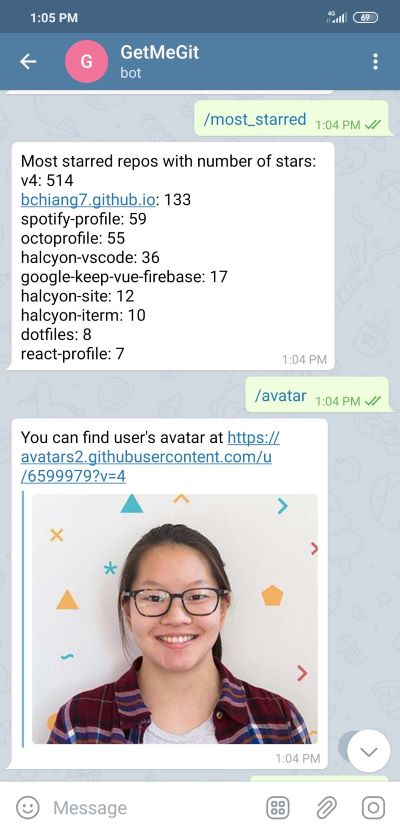 1:05 PM
4G
69
G
GetMeGit
bot
/most_starred 1:04 PM
Most starred repos with number of stars:
v4: 514
bchiang7.github.io: 133
spotify-profile: 59
octoprofile: 55
halcyon-vscode: 36
google-keep-vue-firebase: 17
halcyon-site: 12
halcyon-iterm: 10
dotfiles: 8
react-profile: 7
1:04 PM
/avatar 1:04 PM
You can find user's avatar at https://
avatars2.githubusercontent.com/u
/6599979?v=4
1:04 PM
Message